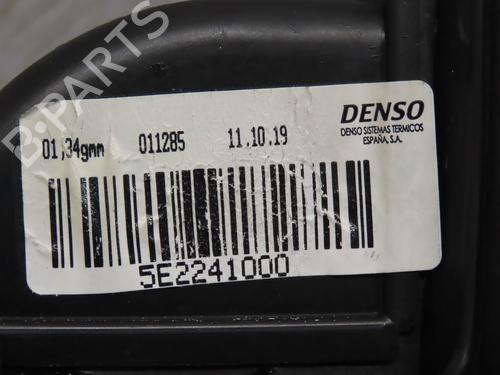 B-PARTS
01,34gmm 011285 11.10.19
DENSO
DENSO SISTEMAS TERMICOS
ESPAÑA, S.A.
5E2241000